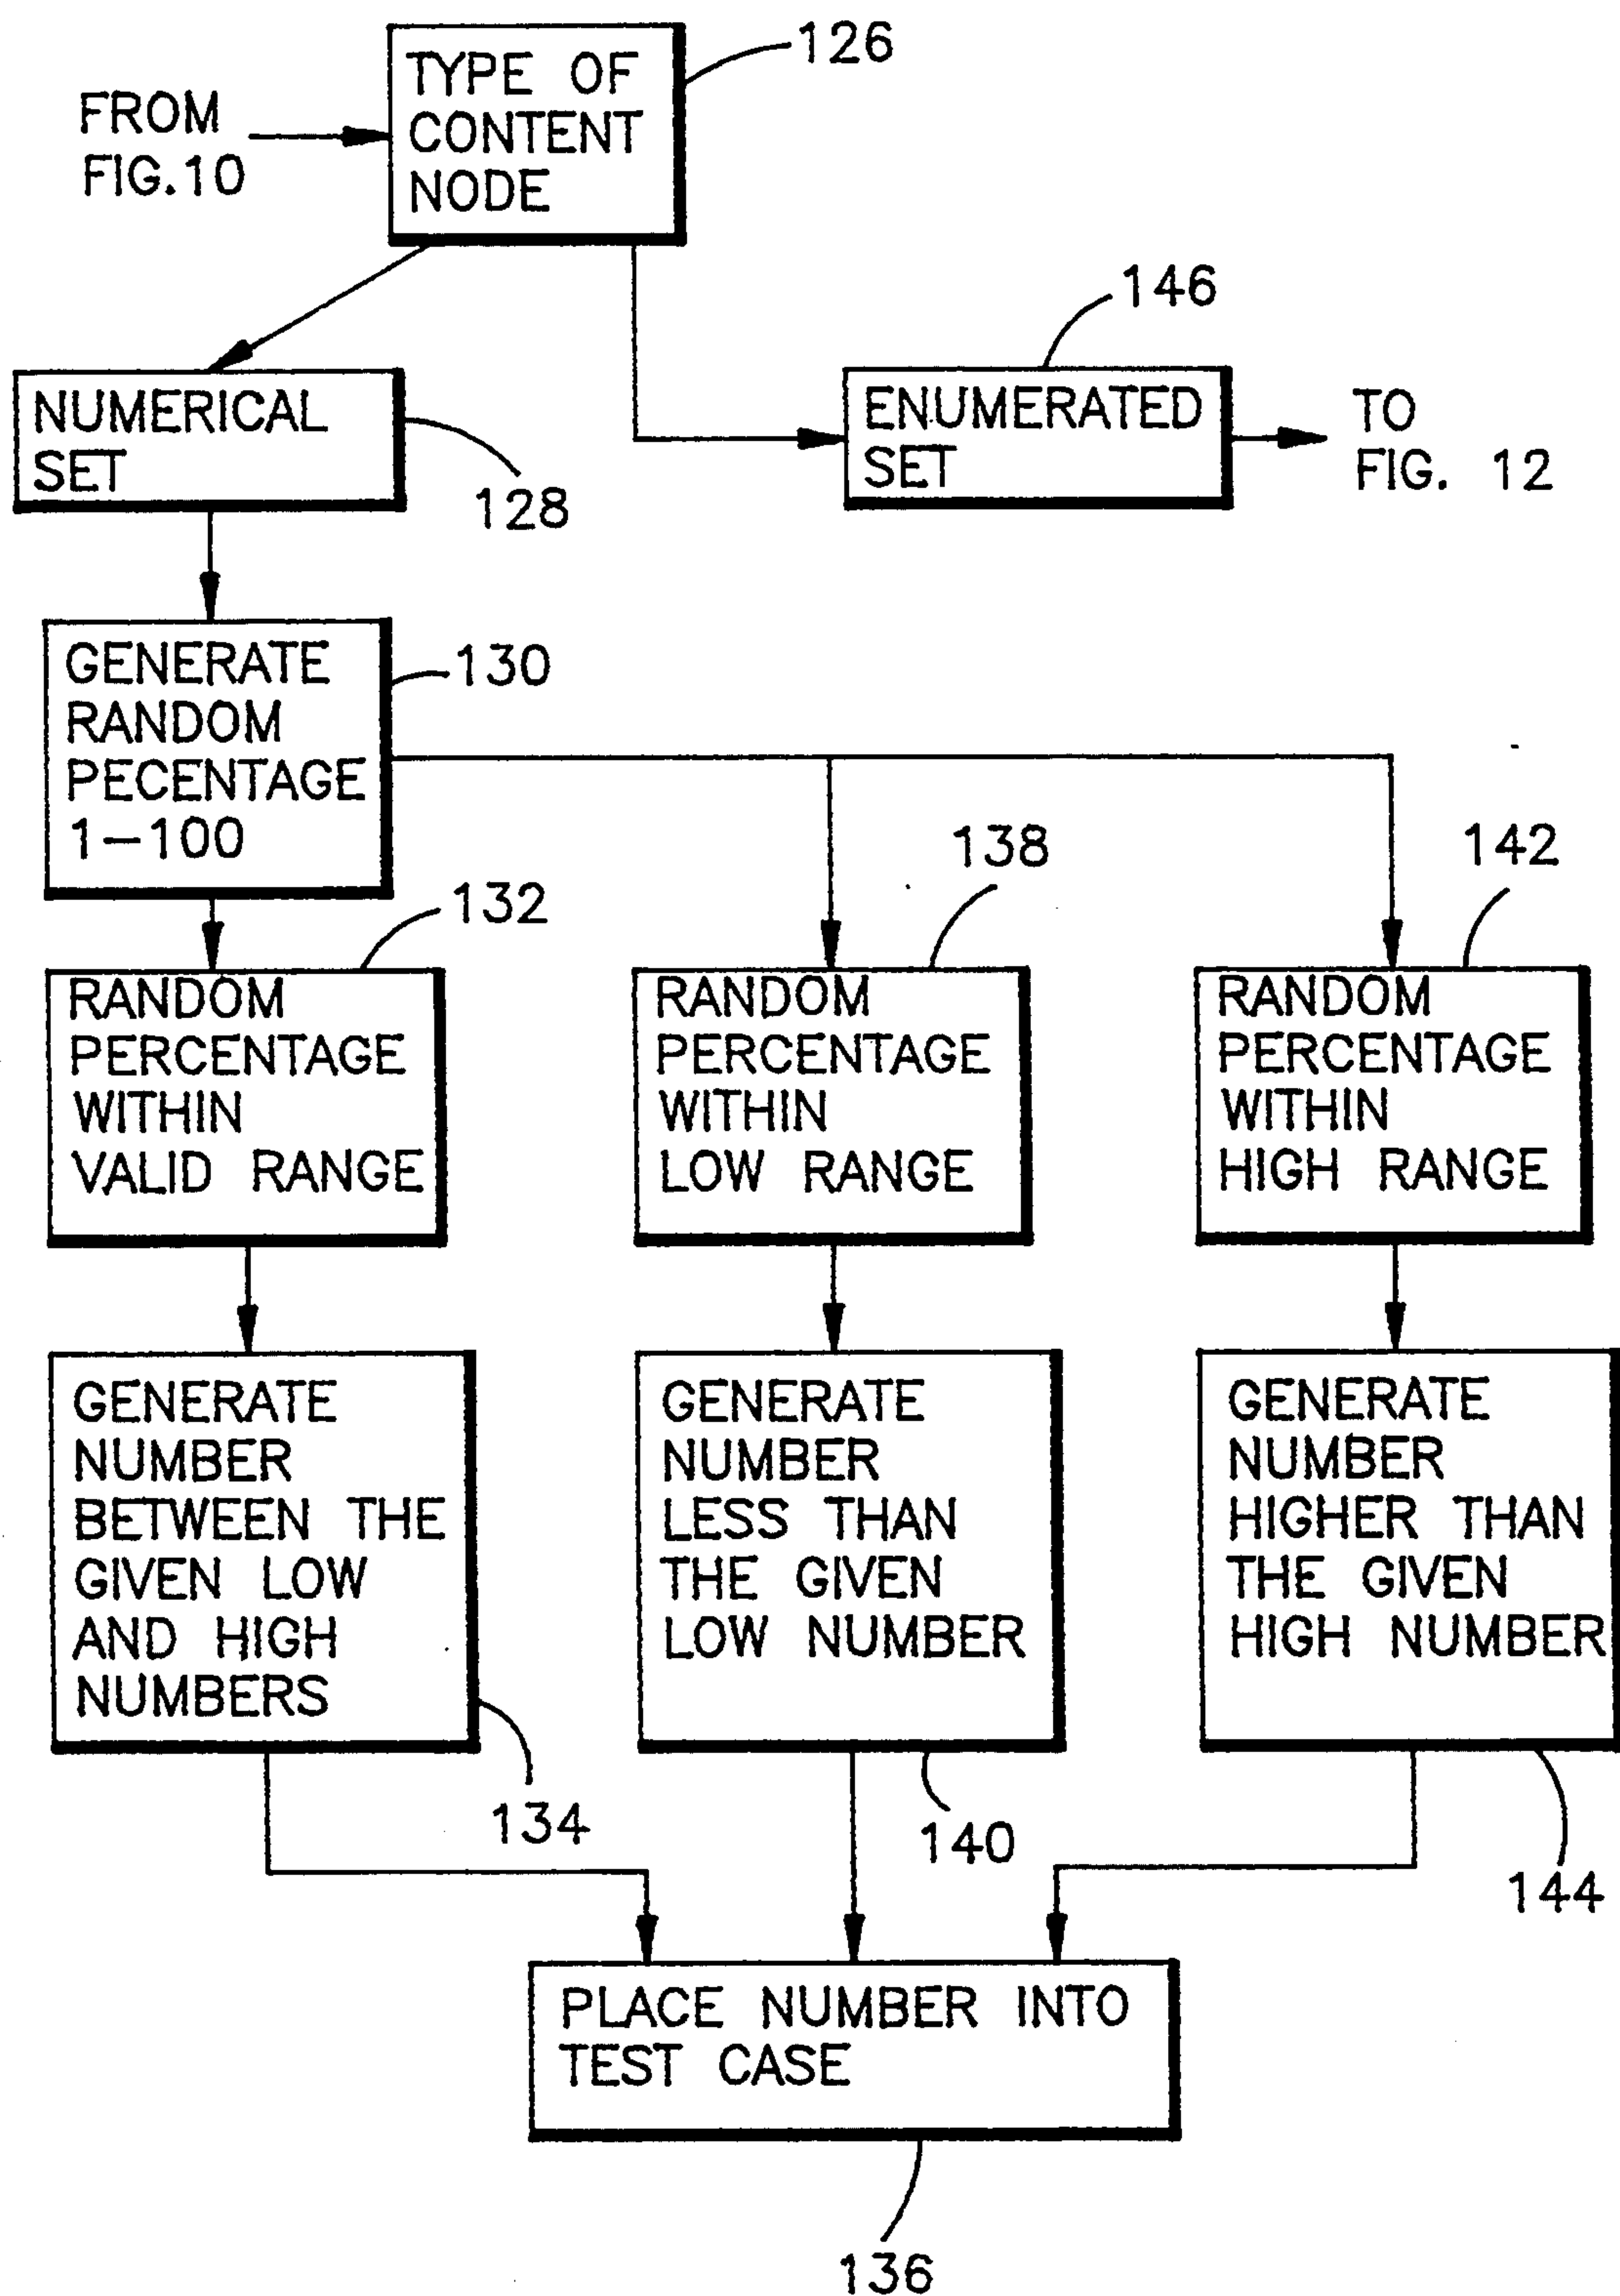 TYPE OF
CONTENT
NODE
126
FROM
FIG.10
146
NUMERICAL
SET
128
ENUMERATED
SET
TO
FIG. 12
GENERATE
RANDOM
PECENTAGE
1-100
130
132
138
142
RANDOM
PERCENTAGE
WITHIN
VALID RANGE
RANDOM
PERCENTAGE
WITHIN
LOW RANGE
RANDOM
PERCENTAGE
WITHIN
HIGH RANGE
GENERATE
NUMBER
BETWEEN THE
GIVEN LOW
AND HIGH
NUMBERS
134
GENERATE
NUMBER
LESS THAN
THE GIVEN
LOW NUMBER
140
GENERATE
NUMBER
HIGHER THAN
THE GIVEN
HIGH NUMBER
144
PLACE NUMBER INTO
TEST CASE
136